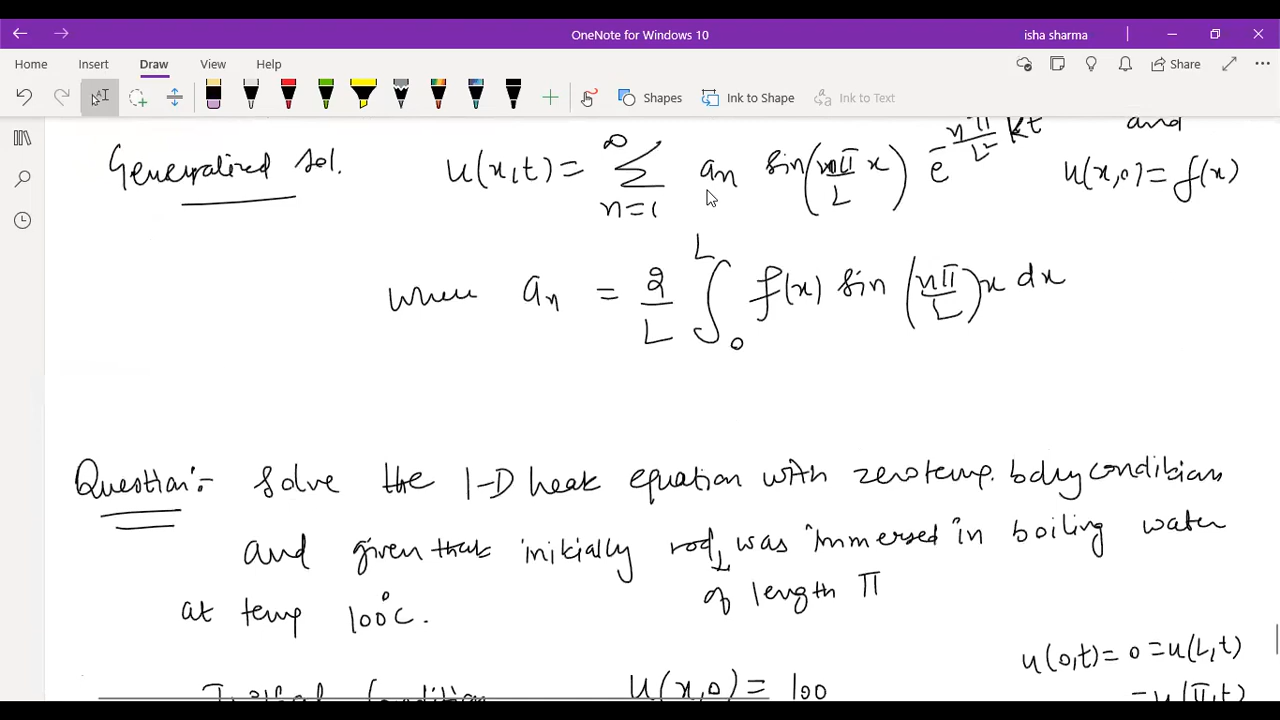 OneNote for Windows 10
isha sharma
Home Insert Draw View Help Share
Shapes Ink to Shape Ink to Text
and
Generalized sol. u(x,t) = ∑ n=1 ∞ an sin(nπ/L x) e^-nπ/L² kt u(x,0) = f(x)
where an = 2/L ∫0 L f(x) sin (nπ/L)x dx
Question:- Solve the 1-D heat equation with zero temp. bdry conditions
and given that initially rod was immersed in boiling water
of length π
at temp 100°C.
u(0,t) = 0 = u(L,t)
Initial Condition u(x,0) = 100
= u(π,t)